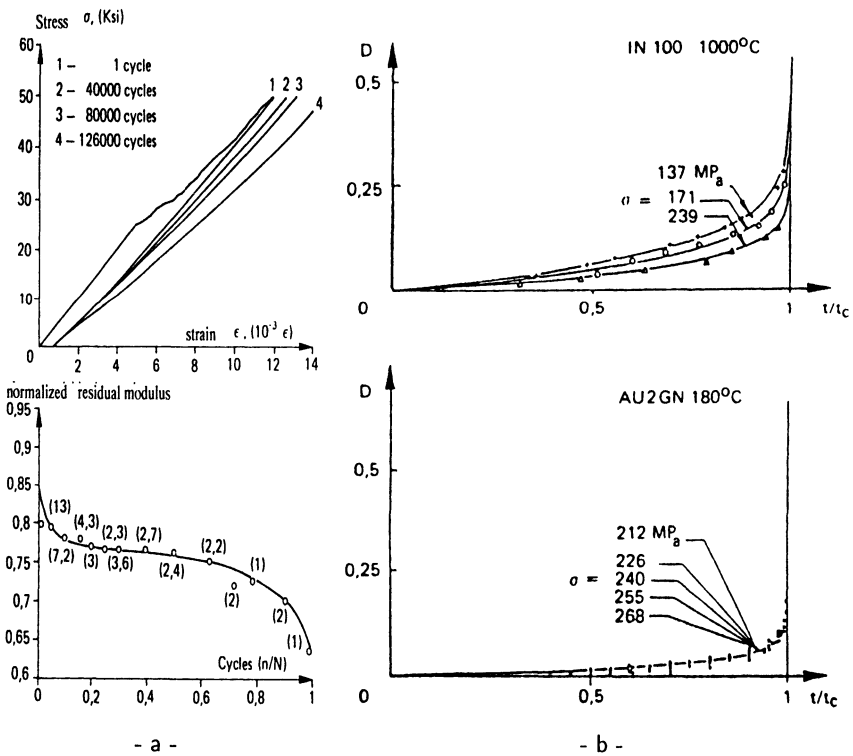 Stress σ, (Ksi)
60
50
40
30
20
10
0
1 – 1 cycle
2 – 40000 cycles
3 – 80000 cycles
4 – 126000 cycles
1 2 3
4
strain ϵ, (10⁻³ ϵ)
2 4 6 8 10 12 14
normalized residual modulus
0,95
0,9
0,85
0,8
0,75
0,7
0,65
0,6
(13)
(4,3)
(2,3)
(2,7)
(2,2)
(1)
(7,2)
(3)
(3,6)
(2,4)
(2)
(2)
(1)
Cycles (n/N)
0 0,2 0,4 0,6 0,8 1
- a -
D
IN 100 1000°C
0,5
0,25
137 MPa
σ = 171
239
0
0,5
1
t/tc
D
AU2GN 180°C
0,5
0,25
212 MPa
226
σ = 240
255
268
0
0,5
1
t/tc
- b -